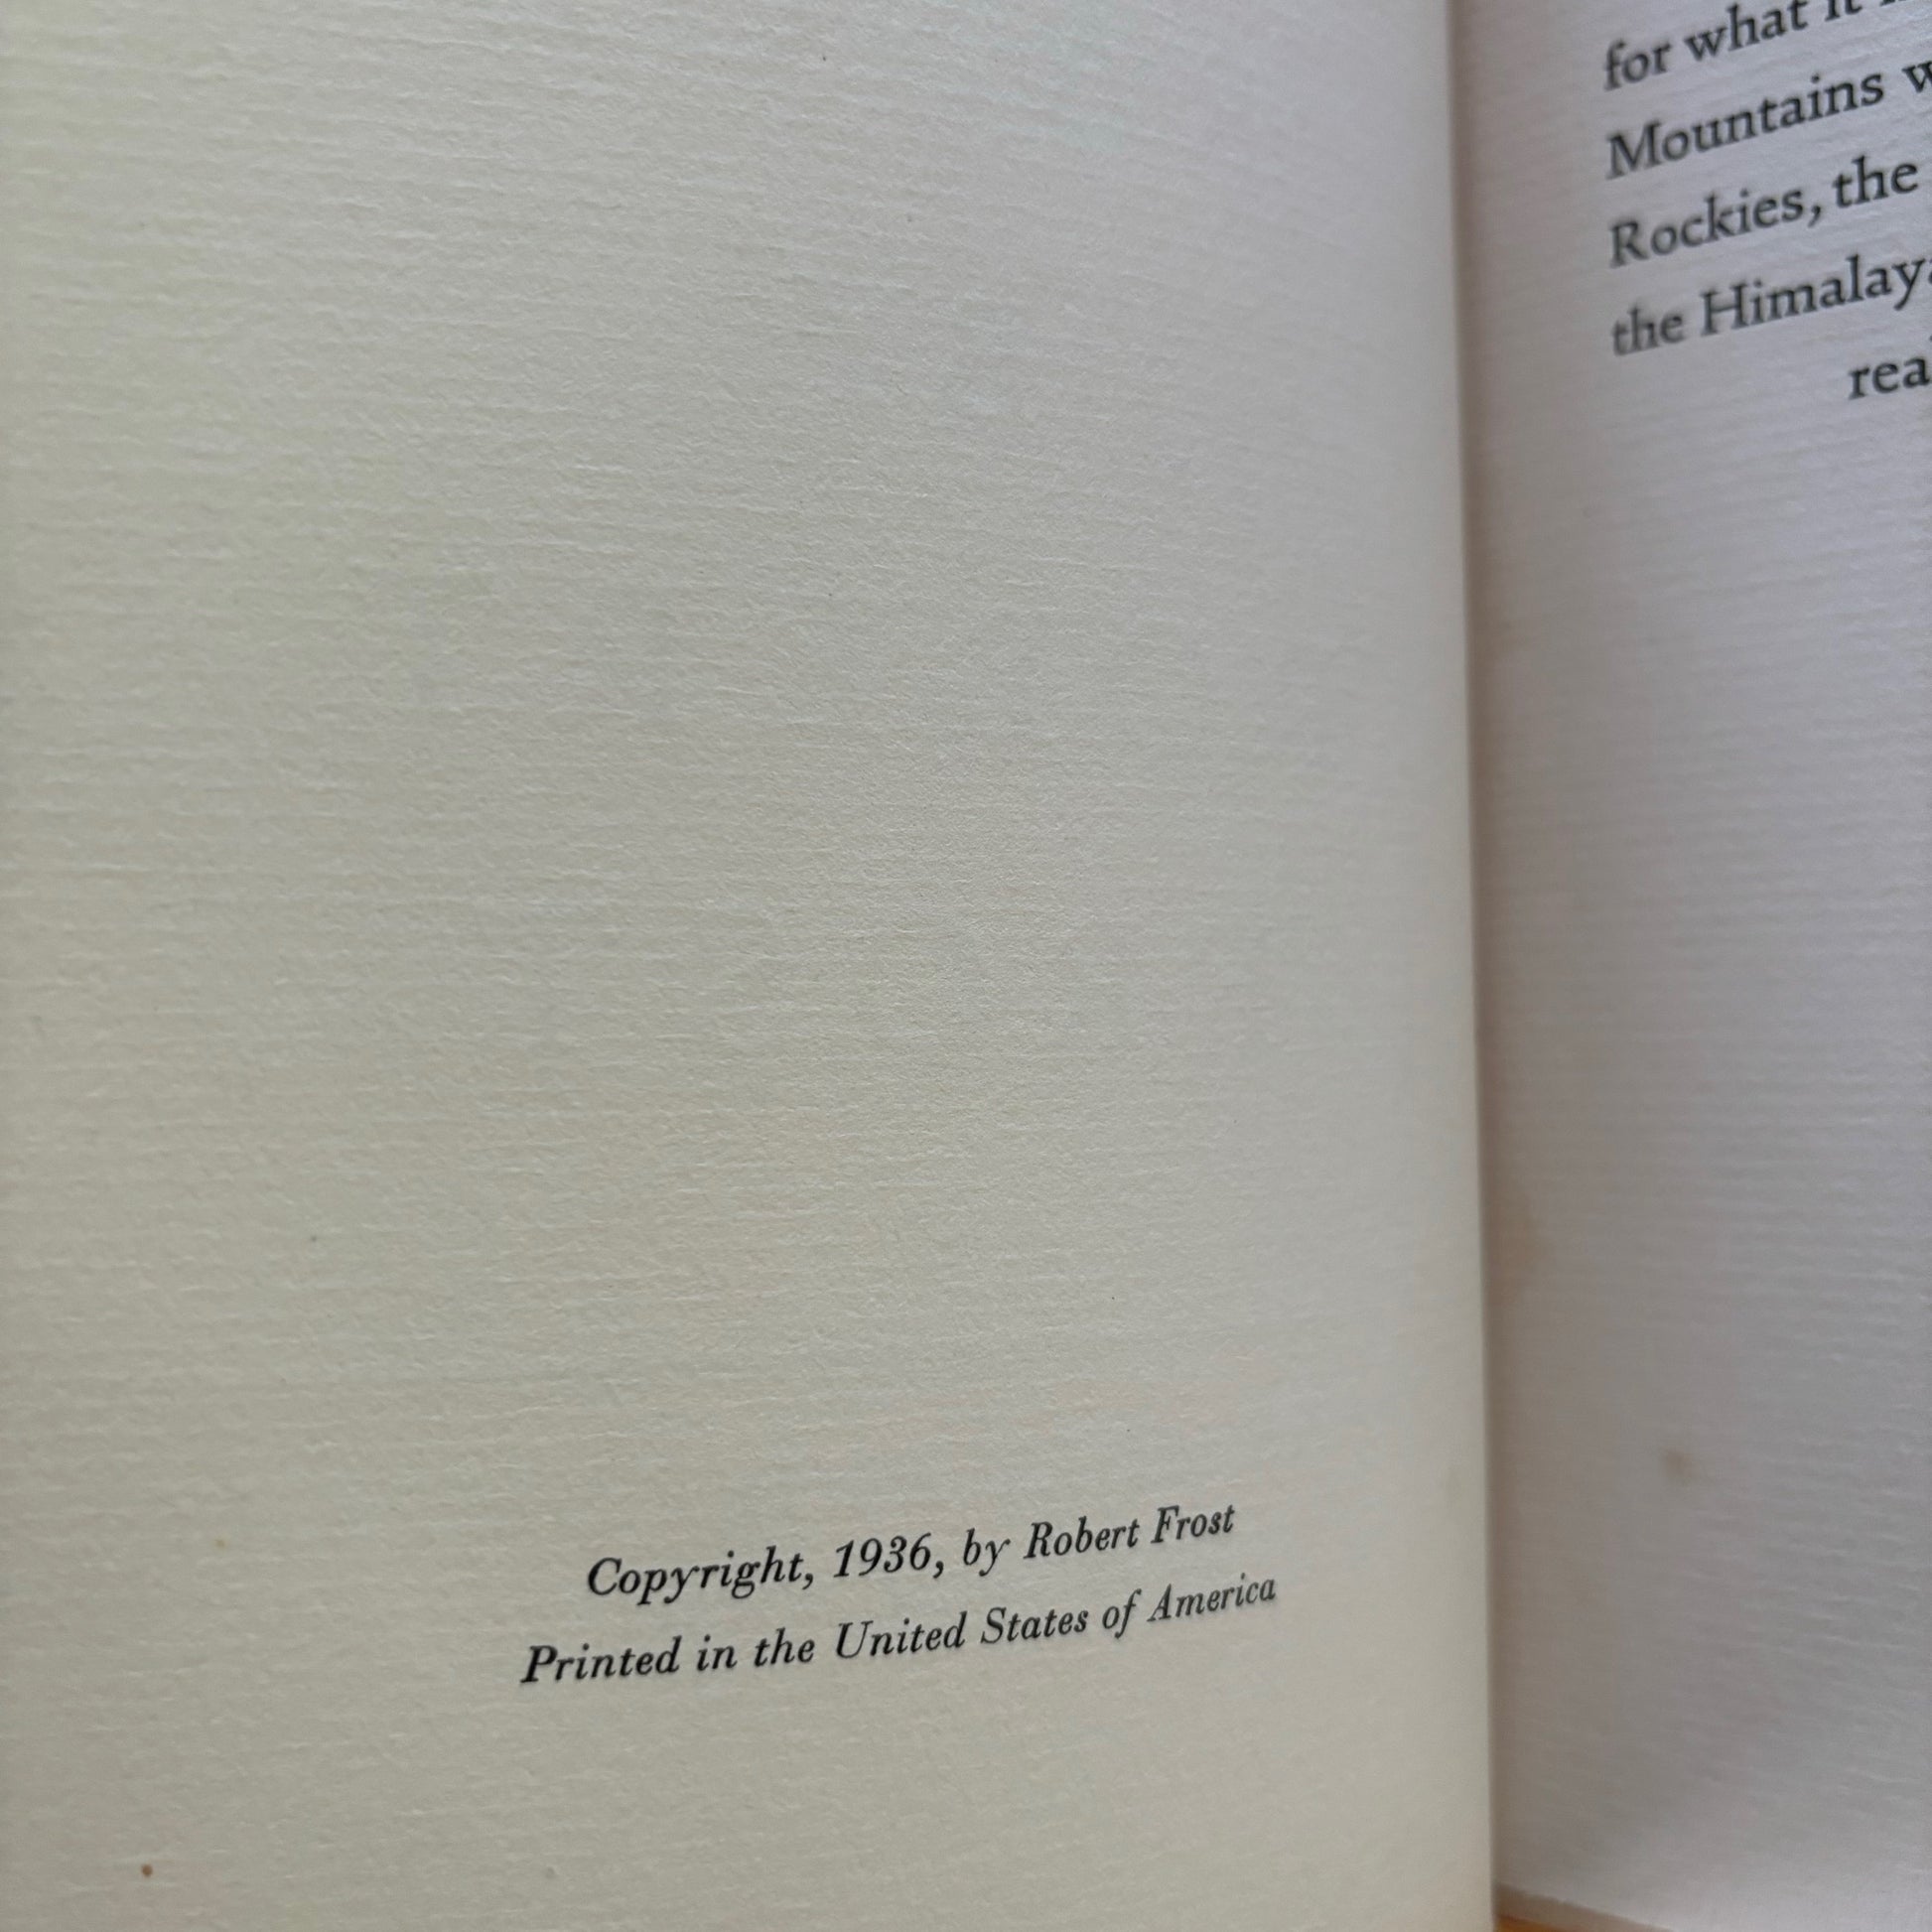 Copyright, 1936, by Robert Frost
Printed in the United States of America
for what it
Mountains
Rockies, the
the